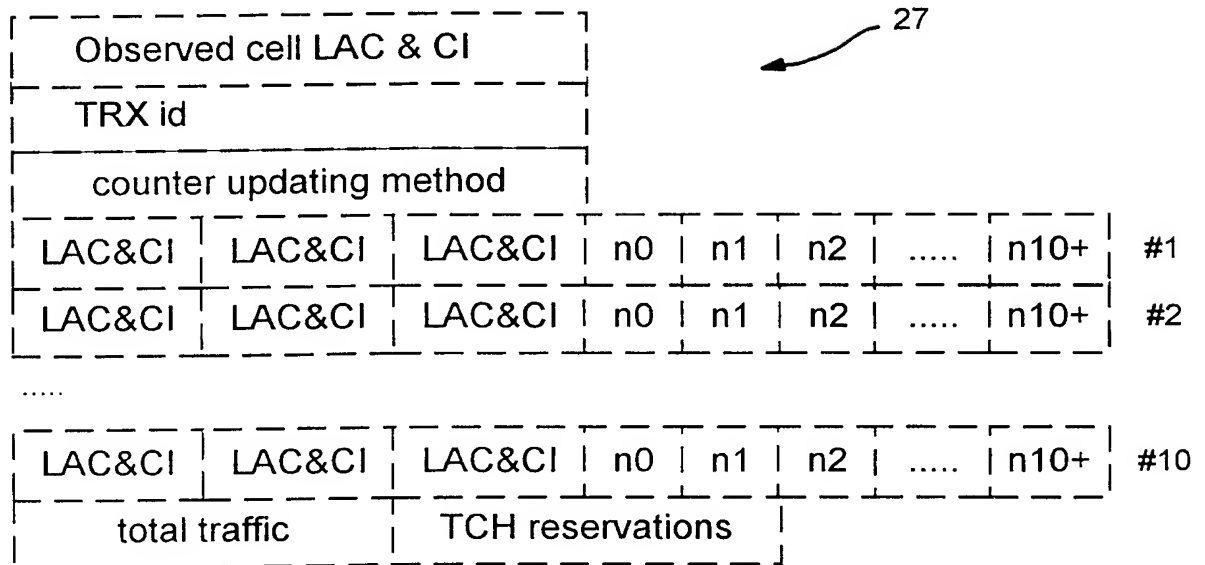 27
Observed cell LAC & CI
TRX id
counter updating method
LAC&CI LAC&CI LAC&CI n0 n1 n2 ..... n10+ #1
LAC&CI LAC&CI LAC&CI n0 n1 n2 ..... n10+ #2
.....
LAC&CI LAC&CI LAC&CI n0 n1 n2 ..... n10+ #10
total traffic TCH reservations